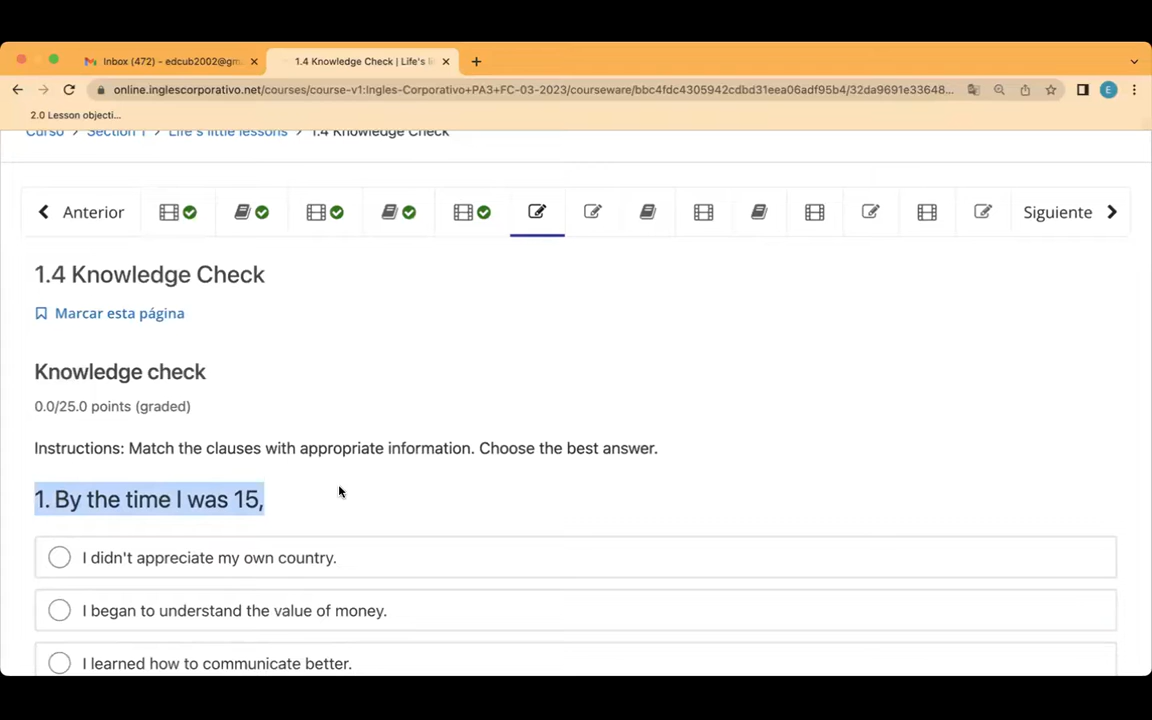 Inbox (472) - edcub2002@gm
1.4 Knowledge Check | Life's li
online.inglescorporativo.net/courses/course-v1:Ingles-Corporativo+PA3+FC-03-2023/courseware/bbc4fdc4305942cdbd31eea06adf95b4/32da9691e33648...
E
2.0 Lesson objecti...
Curso > Section 1 > Life's little lessons > 1.4 Knowledge Check
Anterior
Siguiente
1.4 Knowledge Check
Marcar esta página
Knowledge check
0.0/25.0 points (graded)
Instructions: Match the clauses with appropriate information. Choose the best answer.
1. By the time I was 15,
I didn't appreciate my own country.
I began to understand the value of money.
I learned how to communicate better.